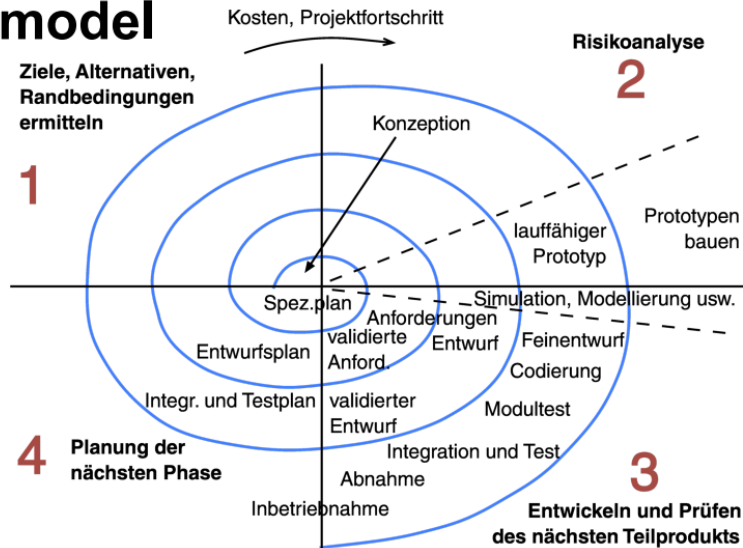 model
Kosten, Projektfortschritt
Risikoanalyse
2
Ziele, Alternativen,
Randbedingungen
ermitteln
1
Konzeption
lauffähiger
Prototyp
Prototypen
bauen
Spez.plan
Simulation, Modellierung usw.
Anforderungen
validierte
Anford.
Entwurf
Feinentwurf
Entwurfsplan
Codierung
Integr. und Testplan
validierter
Entwurf
Modultest
4
Planung der
nächsten Phase
Integration und Test
Abnahme
Inbetriebnahme
3
Entwickeln und Prüfen
des nächsten Teilprodukts